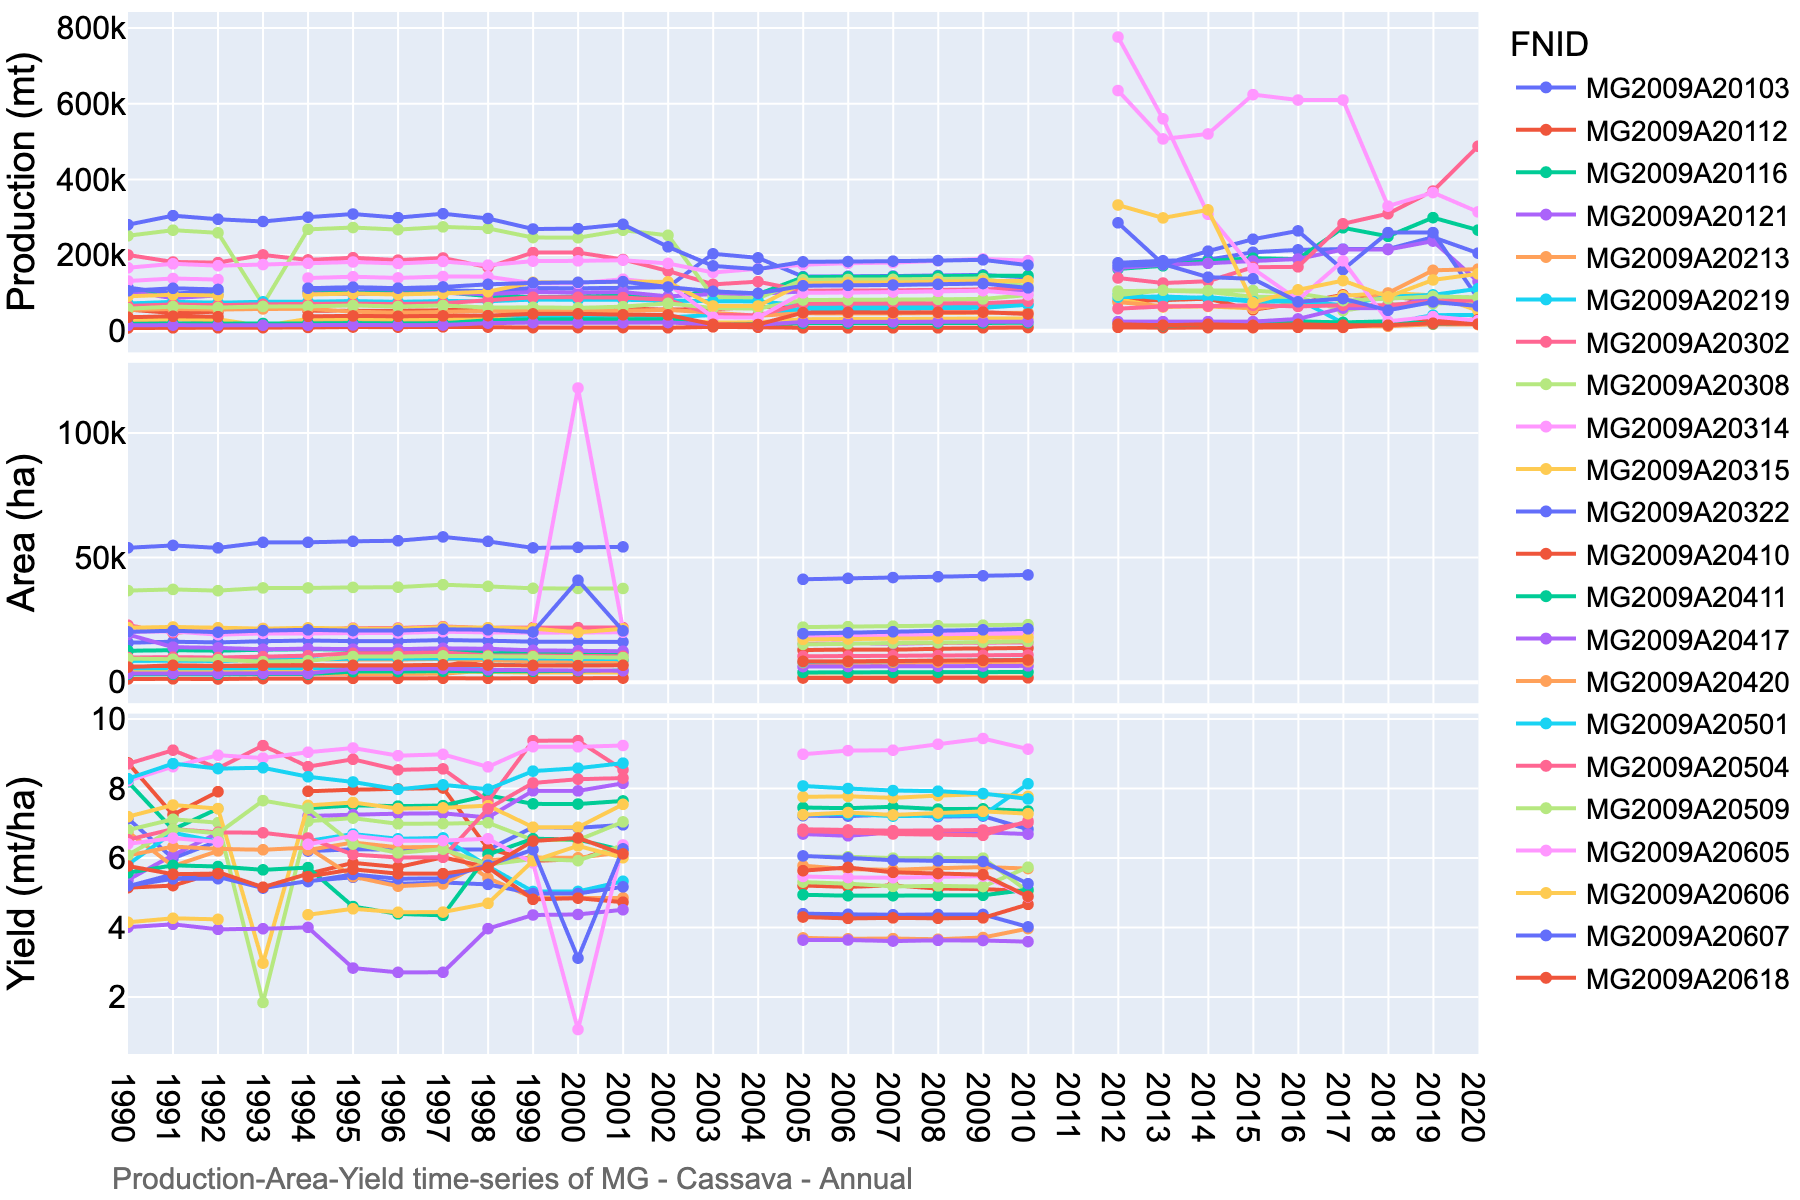 Production (mt)
800k
600k
400k
200k
0
Area (ha)
100k
50k
0
Yield (mt/ha)
10
8
6
4
2
1990
1991
1992
1993
1994
1995
1996
1997
1998
1999
2000
2001
2002
2003
2004
2005
2006
2007
2008
2009
2010
2011
2012
2013
2014
2015
2016
2017
2018
2019
2020
FNID
MG2009A20103
MG2009A20112
MG2009A20116
MG2009A20121
MG2009A20213
MG2009A20219
MG2009A20302
MG2009A20308
MG2009A20314
MG2009A20315
MG2009A20322
MG2009A20410
MG2009A20411
MG2009A20417
MG2009A20420
MG2009A20501
MG2009A20504
MG2009A20509
MG2009A20605
MG2009A20606
MG2009A20607
MG2009A20618
Production-Area-Yield time-series of MG - Cassava - Annual